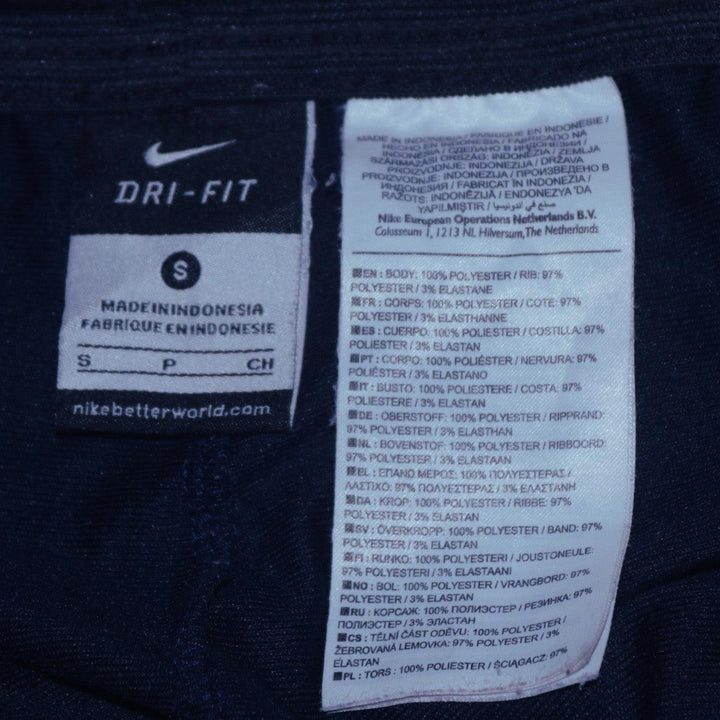 DRI-FIT
S
MADE IN INDONESIA
FABRIQUE EN INDONESIE
S P CH
nikebetterworld.com
MADE IN INDONESIA / FABRIQUE EN INDONESIE /
HECHO EN INDONESIA / FABRICADO NA
INDONESIA / СДЕЛАНО В ИНДОНЕЗИИ /
SZÁRMAZÁSI ORSZÁG: INDONÉZIA / ZEMLJA
PROIZVODNJE: INDONEZIJA / DRŽAVA
PROIZVODNJE: INDONEZIJA / ПРОИЗВЕДЕНО В
ИНДОНЕЗИЯ / FABRICAT ÎN INDONEZIA /
RAŽOTS: INDONĒZIJĀ / ENDONEZYA'DA
YAPILMIŞTIR / صنع في اندونيسيا
Nike European Operations Netherlands B.V.
Colosseum 1, 1213 NL Hilversum, The Netherlands
EN : BODY: 100% POLYESTER / RIB: 97%
POLYESTER / 3% ELASTANE
FR : CORPS: 100% POLYESTER / COTE: 97%
POLYESTER / 3% ELASTHANNE
ES : CUERPO: 100% POLIÉSTER / COSTILLA: 97%
POLIÉSTER / 3% ELASTAN
PT : CORPO: 100% POLIÉSTER / NERVURA: 97%
POLIÉSTER / 3% ELASTANO
IT : BUSTO: 100% POLIESTERE / COSTA: 97%
POLIESTERE / 3% ELASTAN
DE : OBERSTOFF: 100% POLYESTER / RIPPRAND:
97% POLYESTER / 3% ELASTHAN
NL : BOVENSTOF: 100% POLYESTER / RIBBOORD:
97% POLYESTER / 3% ELASTAAN
EL : ΕΠΑΝΩ ΜΕΡΟΣ: 100% ΠΟΛΥΕΣΤΕΡΑΣ /
ΛΑΣΤΙΧΟ: 97% ΠΟΛΥΕΣΤΕΡΑΣ / 3% ΕΛΑΣΤΑΝΗ
DA : KROP: 100% POLYESTER / RIBBE: 97%
POLYESTER / 3% ELASTAN
SV : ÖVERKROPP: 100% POLYESTER / BAND: 97%
POLYESTER / 3% ELASTAN
FI : RUNKO: 100% POLYESTERI / JOUSTONEULE:
97% POLYESTERI / 3% ELASTAANI
NO : BOL: 100% POLYESTER / VRANGBORD: 97%
POLYESTER / 3% ELASTAN
RU : КОРСАЖ: 100% ПОЛИЭСТЕР / РЕЗИНКА: 97%
ПОЛИЭСТЕР / 3% ЭЛАСТАН
CS : TĚLNÍ ČÁST ODĚVU: 100% POLYESTER /
ŽEBROVANÁ LEMOVKA: 97% POLYESTER / 3%
ELASTAN
PL : TORS : 100% POLIESTER / ŚCIĄGACZ: 97%